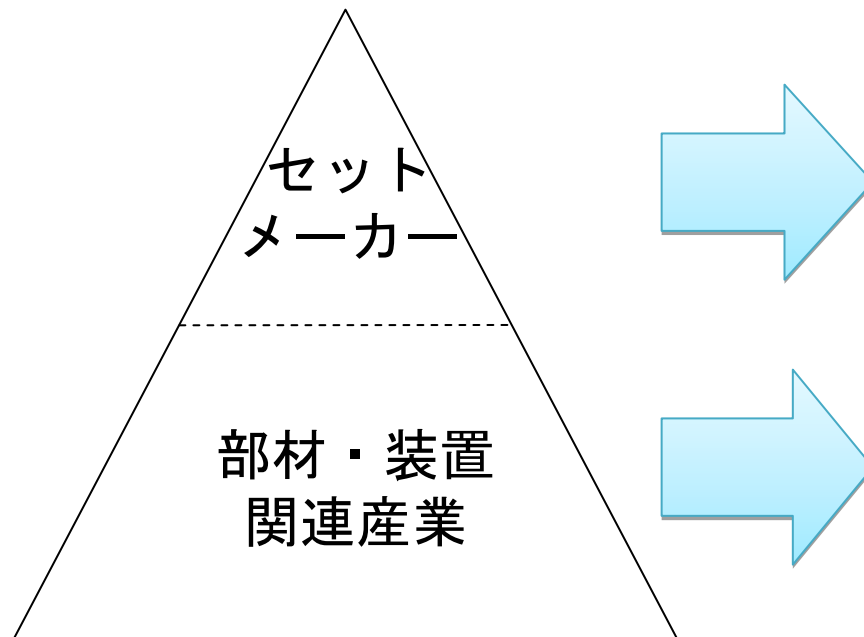 セット
メーカー
部材・装置
関連産業